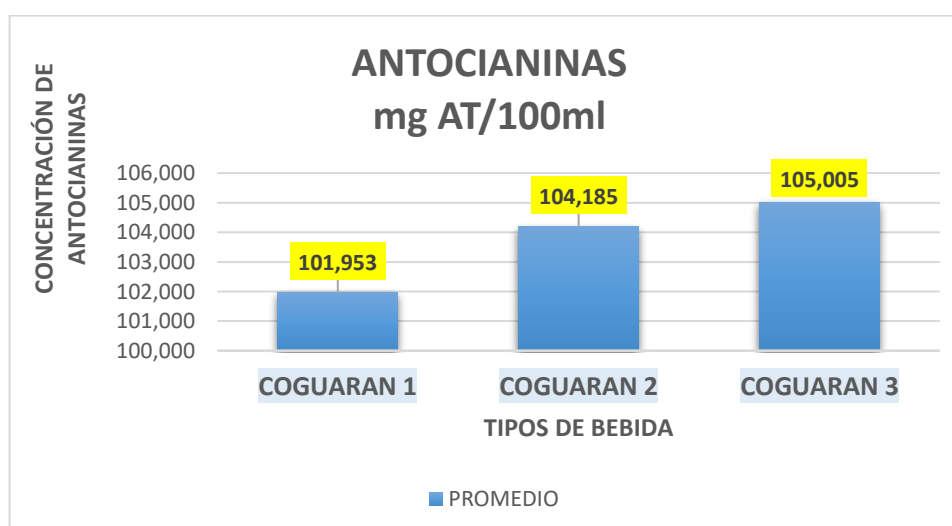 ANTOCIANINAS
mg AT/100ml
CONCENTRACIÓN DE
ANTOCIANINAS
106,000
105,000
104,000
103,000
102,000
101,000
100,000
101,953
104,185
105,005
COGUARAN 1
COGUARAN 2
COGUARAN 3
TIPOS DE BEBIDA
PROMEDIO